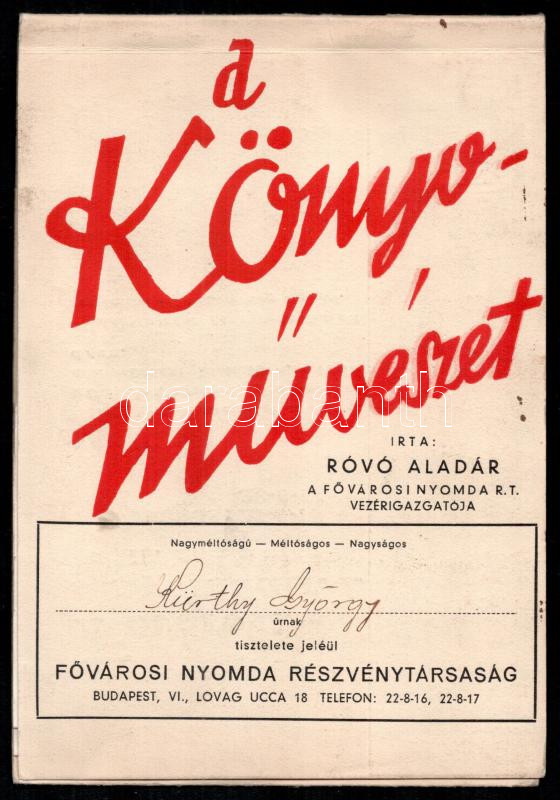 a
Könyv-
művészet
IRTA:
RÓVÓ ALADÁR
A FŐVÁROSI NYOMDA R.T.
VEZÉRIGAZGATÓJA
Nagyméltóságú — Méltóságos — Nagyságos
Kürthy György
úrnak
tisztelete jeléül
FŐVÁROSI NYOMDA RÉSZVÉNYTÁRSASÁG
BUDAPEST, VI., LOVAG UCCA 18 TELEFON: 22-8-16, 22-8-17
darabanth